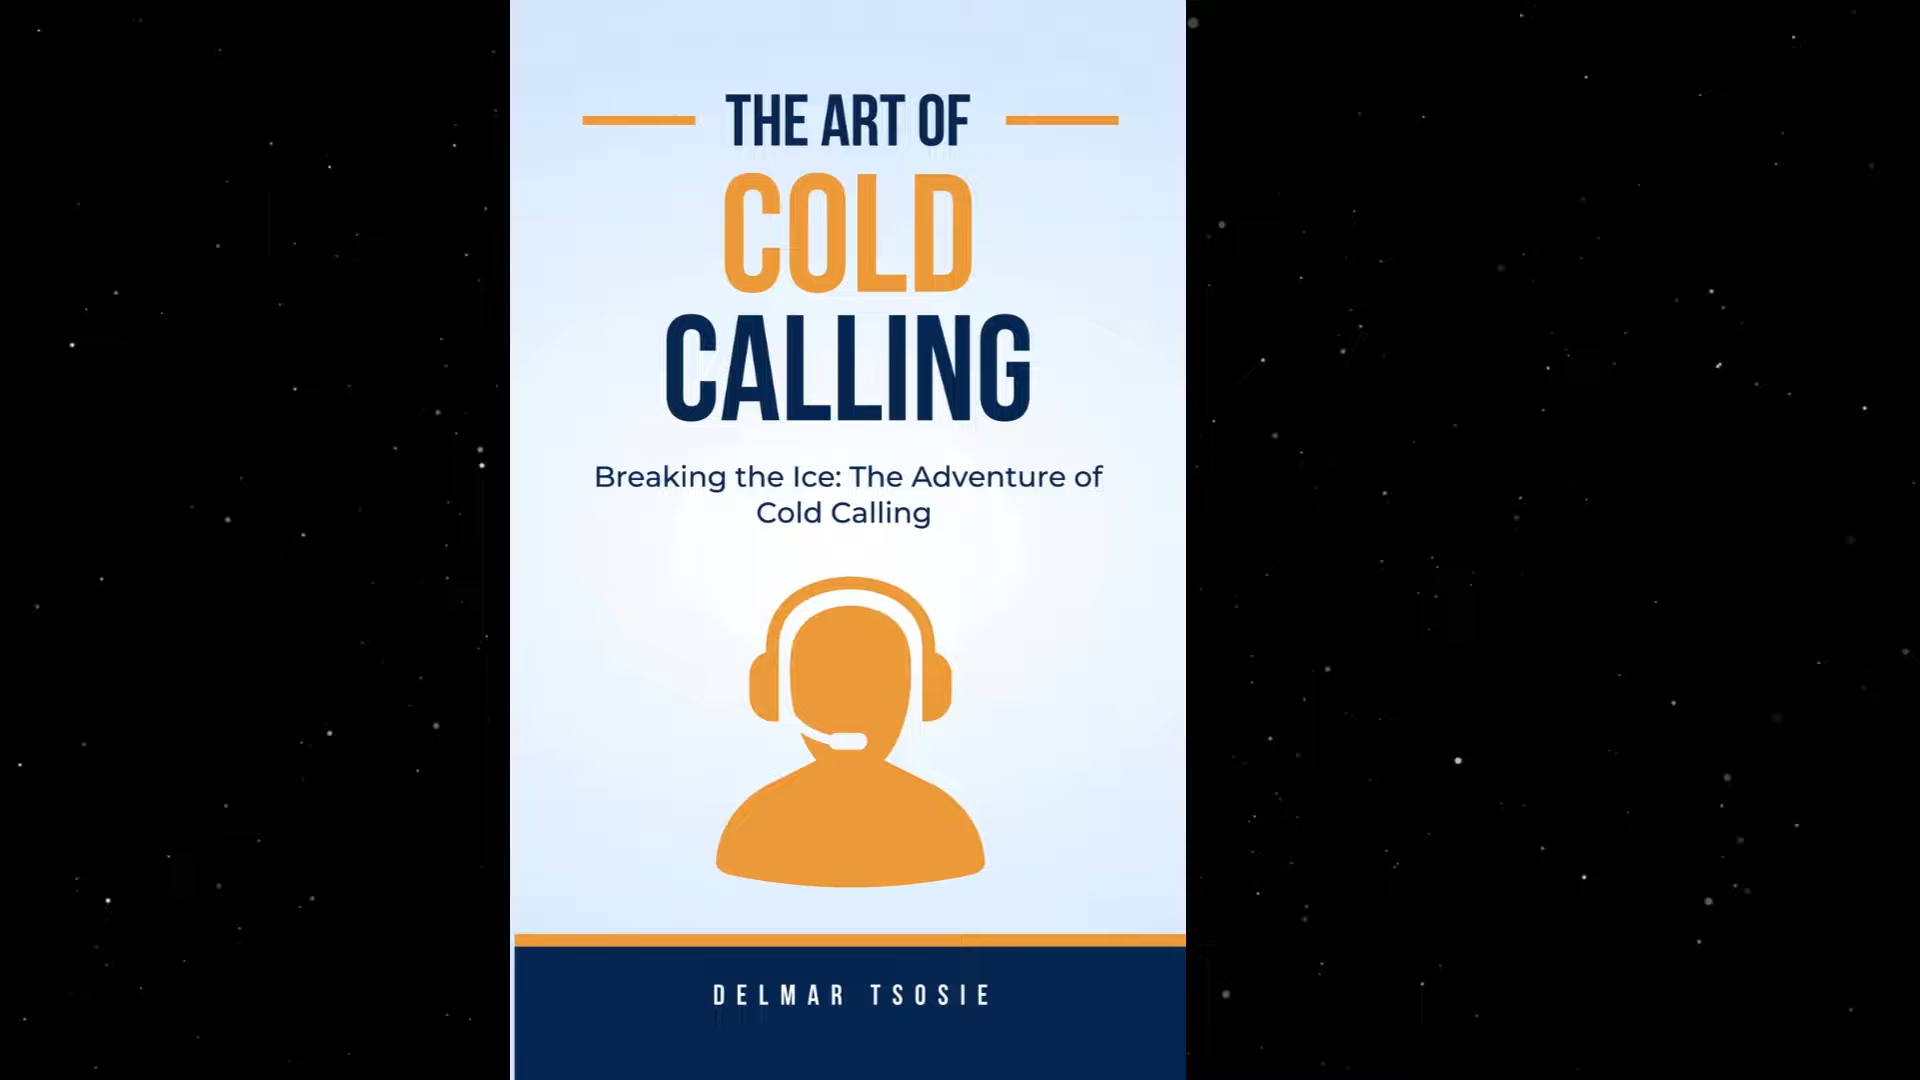 THE ART OF
COLD
CALLING
Breaking the Ice: The Adventure of
Cold Calling
DELMAR TSOSIE